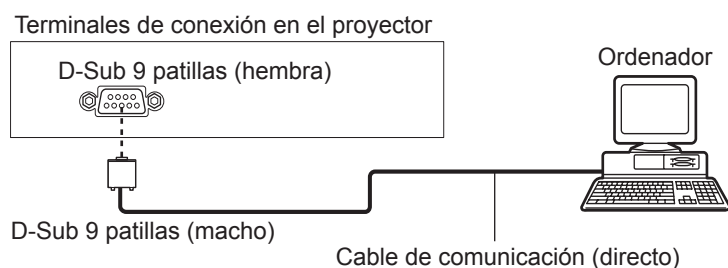 Terminales de conexión en el proyector
D-Sub 9 patillas (hembra)
Ordenador
D-Sub 9 patillas (macho)
Cable de comunicación (directo)